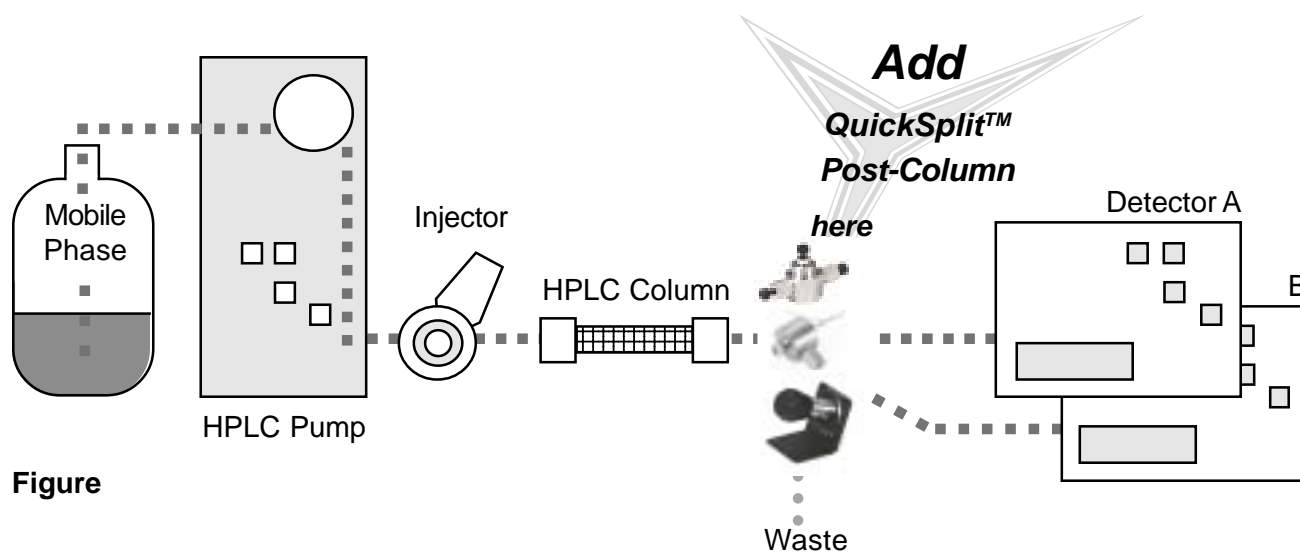 Add
QuickSplit™
Post-Column
here
Detector A
Mobile
Phase
Injector
HPLC Column
B
HPLC Pump
Figure
Waste